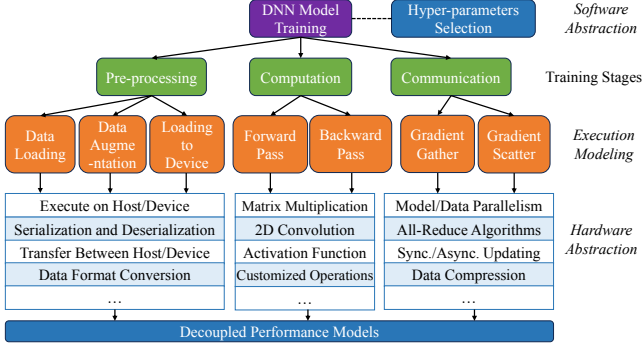 DNN Model
Training
Hyper-parameters
Selection
Software
Abstraction
Pre-processing
Computation
Communication
Training Stages
Data
Loading
Data
Augme
-ntation
Loading
to
Device
Forward
Pass
Backward
Pass
Gradient
Gather
Gradient
Scatter
Execution
Modeling
Execute on Host/Device
Serialization and Deserialization
Transfer Between Host/Device
Data Format Conversion
…
Matrix Multiplication
2D Convolution
Activation Function
Customized Operations
…
Model/Data Parallelism
All-Reduce Algorithms
Sync./Async. Updating
Data Compression
…
Hardware
Abstraction
Decoupled Performance Models